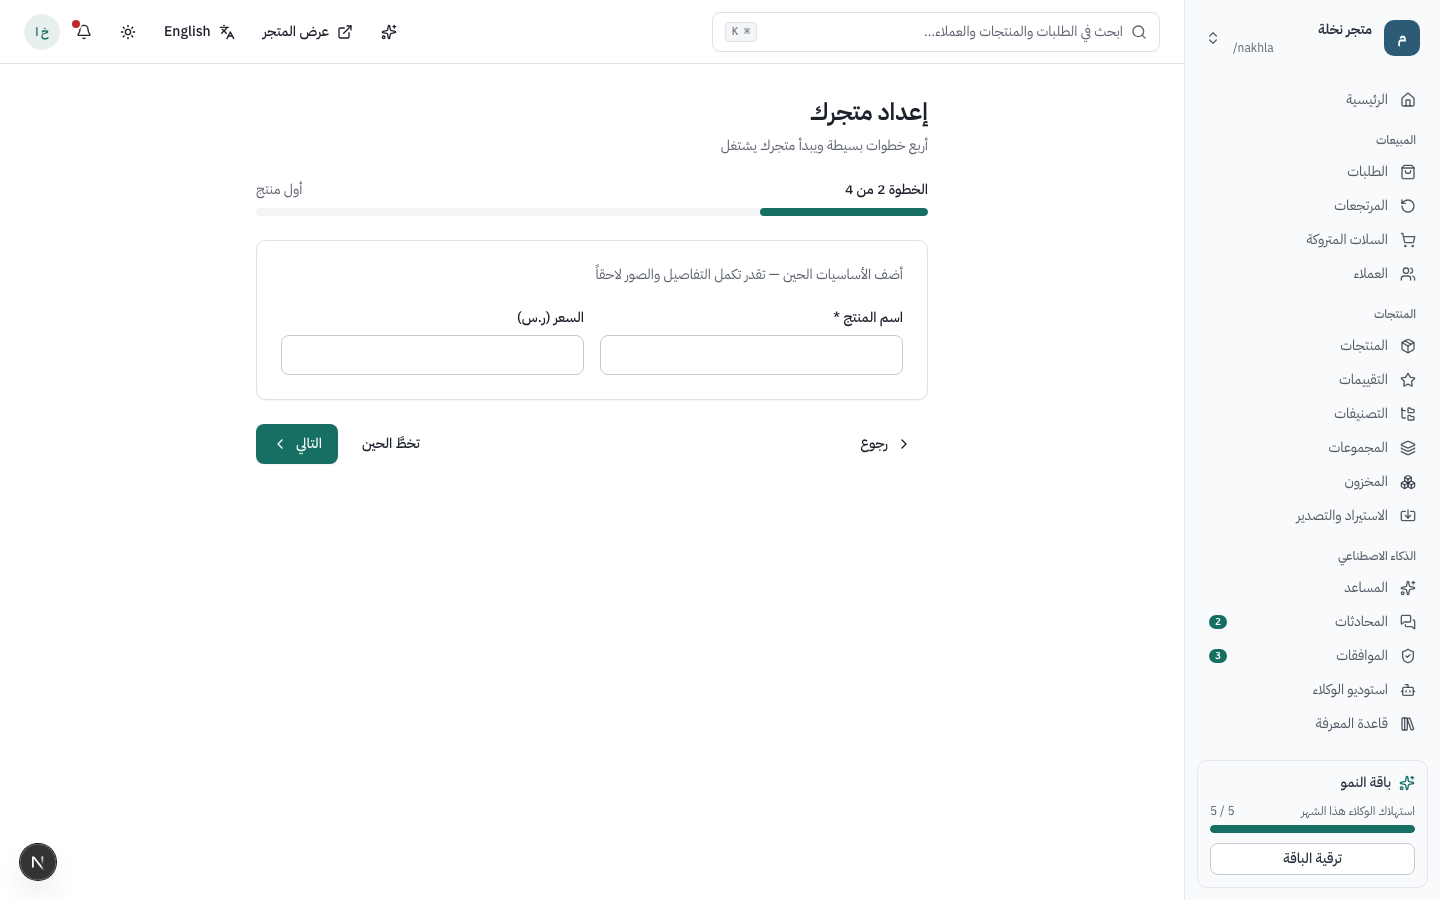 متجر نخلة
/nakhla
م
الرئيسية
المبيعات
الطلبات
المرتجعات
السلات المتروكة
العملاء
المنتجات
المنتجات
التقييمات
التصنيفات
المجموعات
المخزون
الاستيراد والتصدير
الذكاء الاصطناعي
المساعد
المحادثات 2
الموافقات 3
استوديو الوكلاء
قاعدة المعرفة
باقة النمو
استهلاك الوكلاء هذا الشهر 5 / 5
ترقية الباقة
ابحث في الطلبات والمنتجات والعملاء...
⌘ K
عرض المتجر
English
خ ا
إعداد متجرك
أربع خطوات بسيطة ويبدأ متجرك يشتغل
الخطوة 2 من 4
أول منتج
أضف الأساسيات الحين — تقدر تكمل التفاصيل والصور لاحقاً
اسم المنتج *
السعر (ر.س)
رجوع
تخطَّ الحين
التالي
N